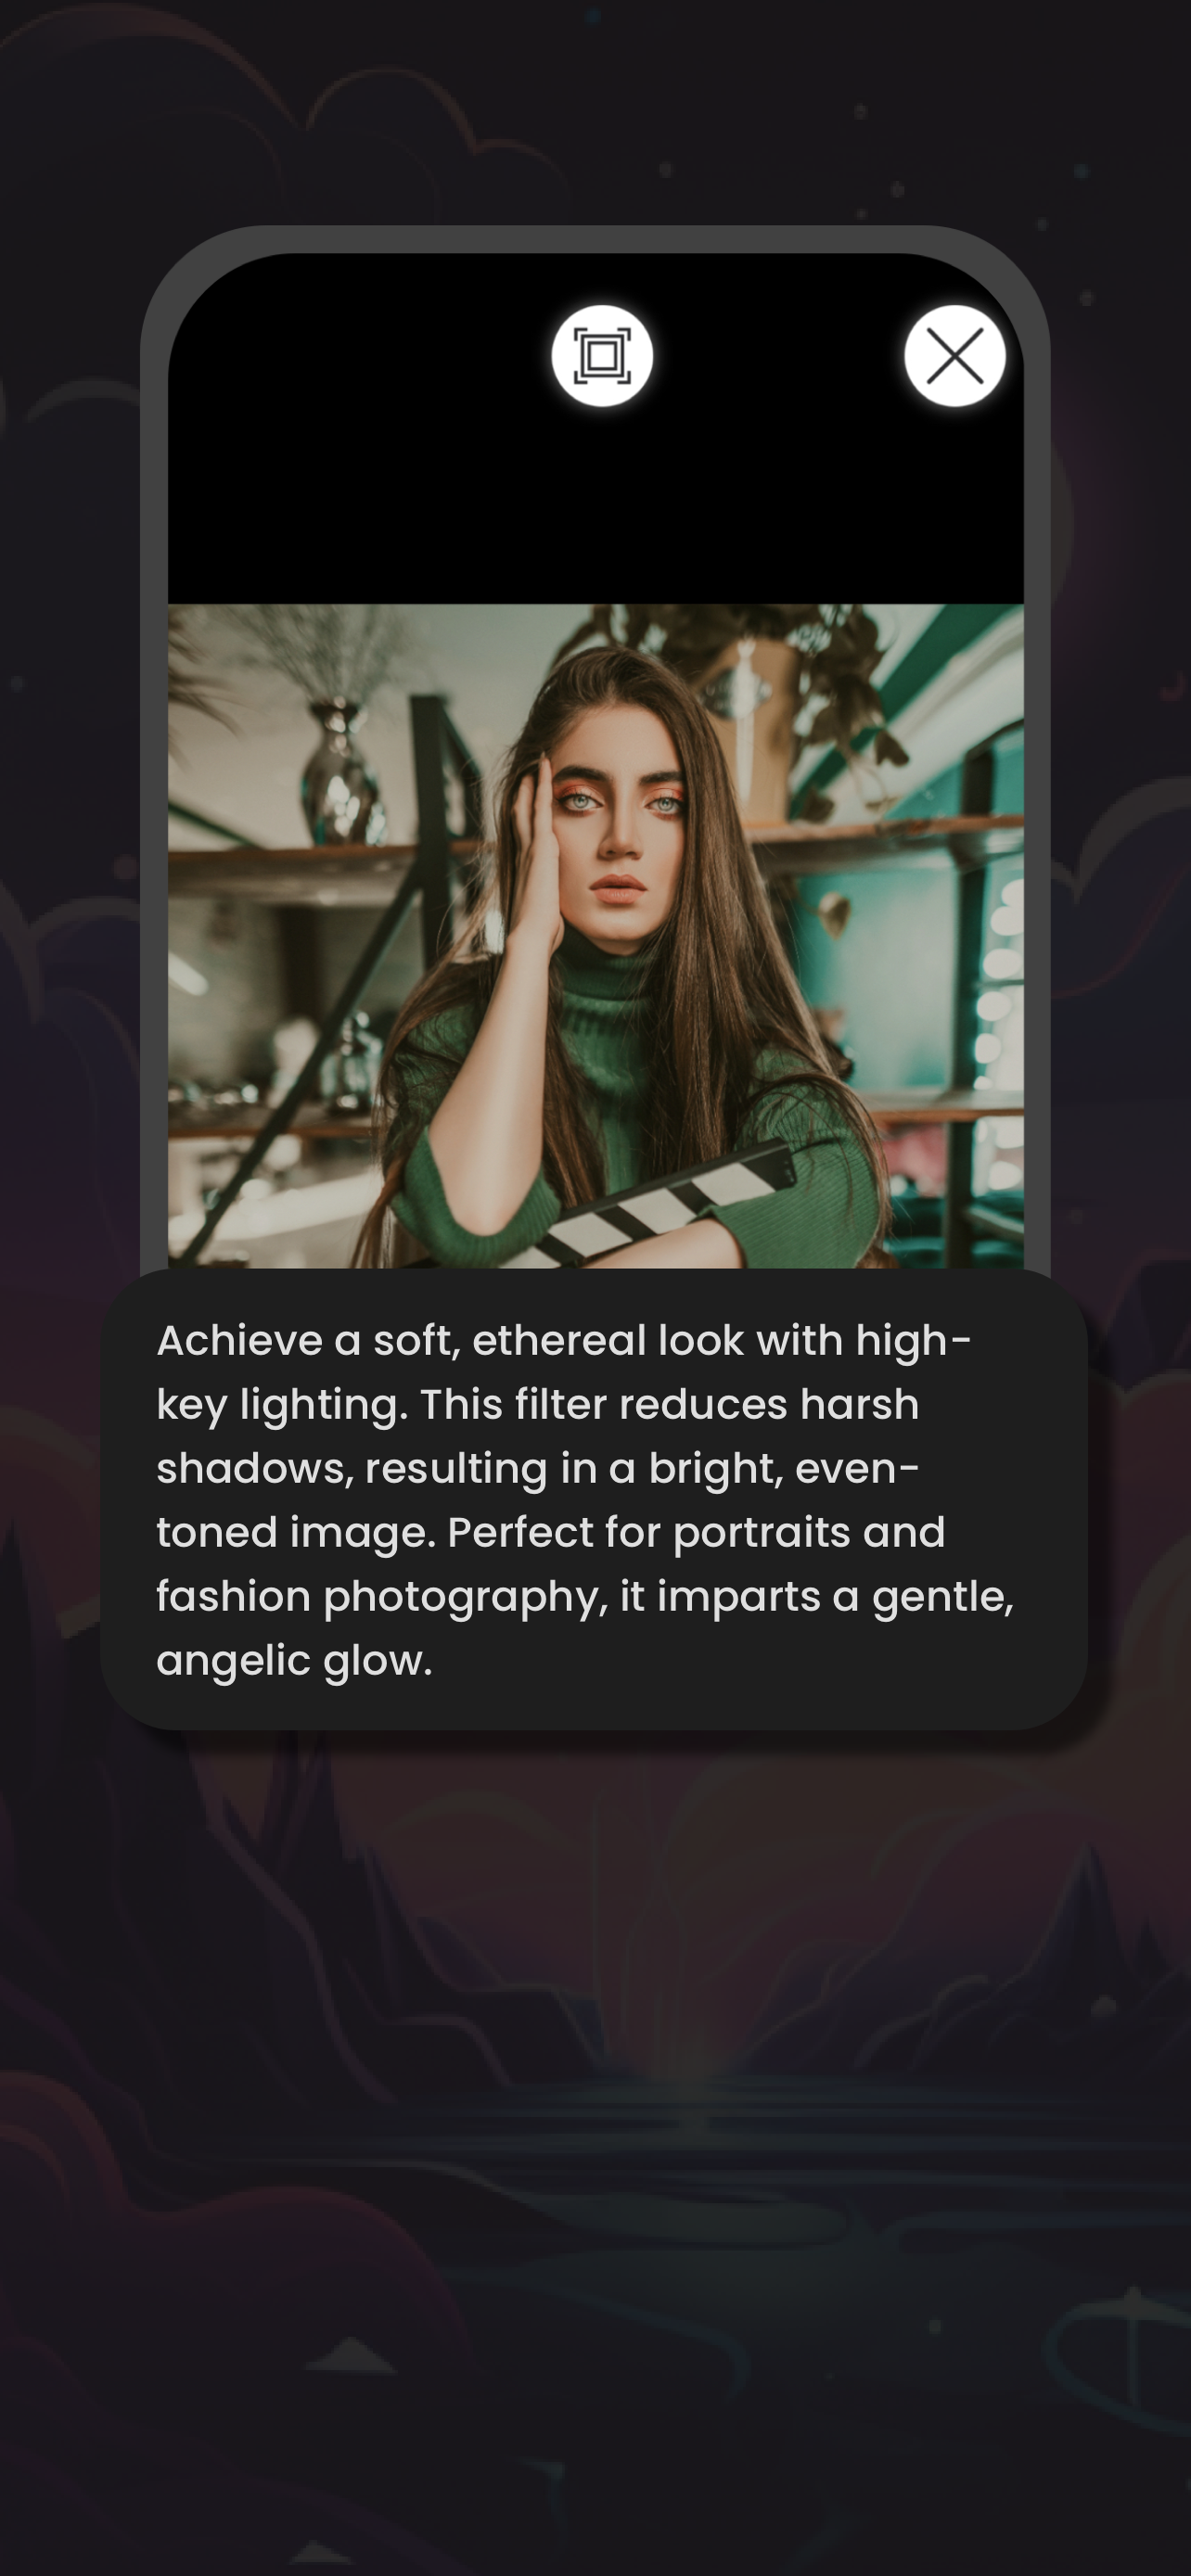 Achieve a soft, ethereal look with high-
key lighting. This filter reduces harsh
shadows, resulting in a bright, even-
toned image. Perfect for portraits and
fashion photography, it imparts a gentle,
angelic glow.